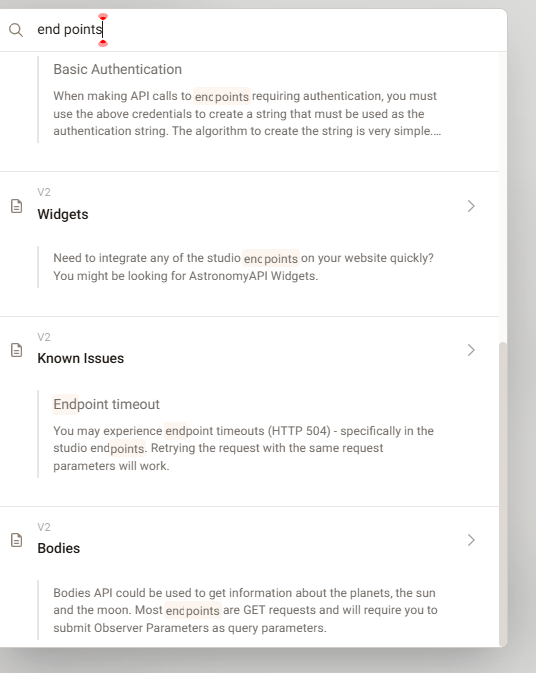 end points
Basic Authentication
When making API calls to endpoints requiring authentication, you must
use the above credentials to create a string that must be used as the
authentication string. The algorithm to create the string is very simple.…
V2
Widgets
Need to integrate any of the studio endpoints on your website quickly?
You might be looking for AstronomyAPI Widgets.
V2
Known Issues
Endpoint timeout
You may experience endpoint timeouts (HTTP 504) - specifically in the
studio endpoints. Retrying the request with the same request
parameters will work.
V2
Bodies
Bodies API could be used to get information about the planets, the sun
and the moon. Most endpoints are GET requests and will require you to
submit Observer Parameters as query parameters.